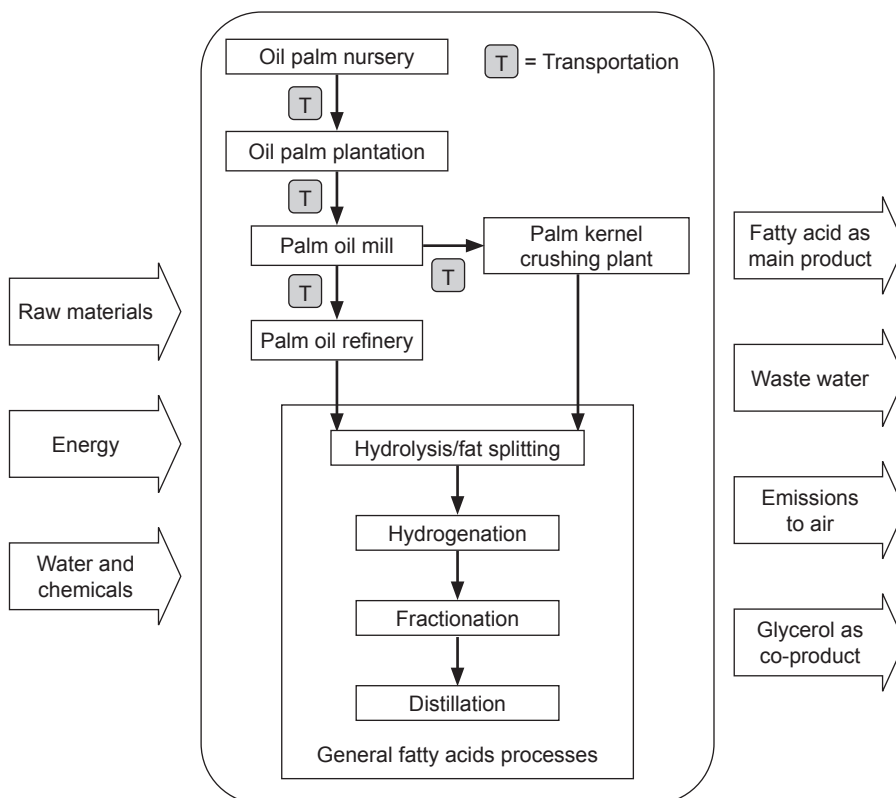 Oil palm nursery
T = Transportation
T
Oil palm plantation
T
Palm oil mill
Palm kernel
crushing plant
T
T
Palm oil refinery
Raw materials
Energy
Water and
chemicals
Hydrolysis/fat splitting
Hydrogenation
Fractionation
Distillation
General fatty acids processes
Fatty acid as
main product
Waste water
Emissions
to air
Glycerol as
co-product